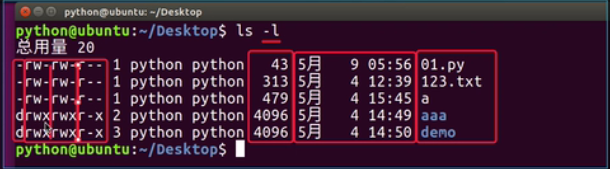 python@ubuntu: ~/Desktop
python@ubuntu:~/Desktop$ ls -l
总用量 20
-rw-rw-r-- 1 python python 43 5月 9 05:56 01.py
-rw-rw-r-- 1 python python 313 5月 4 12:39 123.txt
-rw-rw-r-- 1 python python 479 5月 4 15:45 a
drwxrwxr-x 2 python python 4096 5月 4 14:49 aaa
drwxrwxr-x 3 python python 4096 5月 4 14:50 demo
python@ubuntu:~/Desktop$